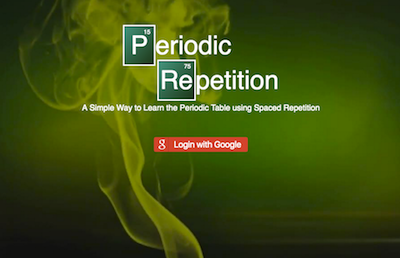 15
Periodic
75
Repetition
A Simple Way to Learn the Periodic Table using Spaced Repetition
g Login with Google